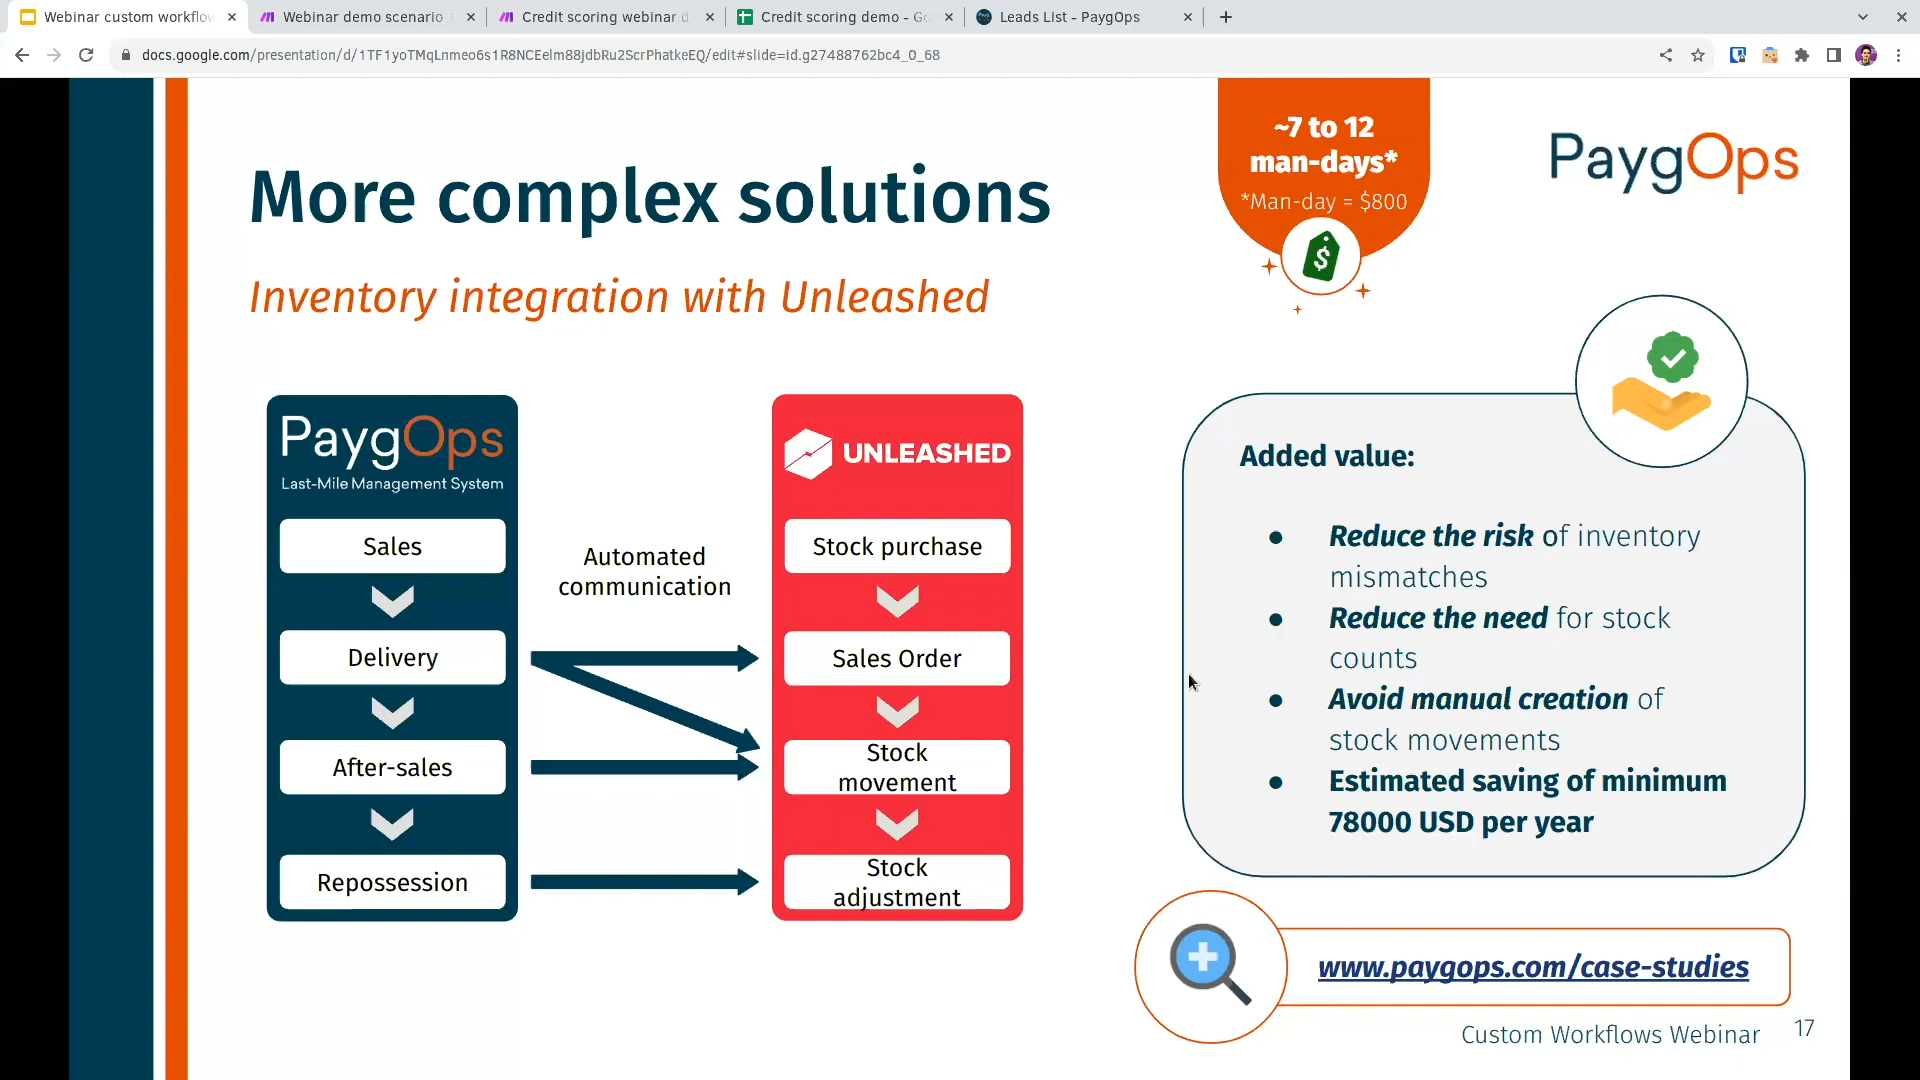 Webinar custom workflo
Webinar demo scenario
Credit scoring webinar d
Credit scoring demo - Go
Leads List - PaygOps
docs.google.com/presentation/d/1TF1yoTMqLnmeo6s1R8NCEelm88jdbRu2ScrPhatkeEQ/edit#slide=id.g27488762bc4_0_68
~7 to 12
man-days*
*Man-day = $800
PaygOps
More complex solutions
Inventory integration with Unleashed
PaygOps
Last-Mile Management System
Sales
Delivery
After-sales
Repossession
Automated
communication
UNLEASHED
Stock purchase
Sales Order
Stock
movement
Stock
adjustment
Added value:
● Reduce the risk of inventory
mismatches
● Reduce the need for stock
counts
● Avoid manual creation of
stock movements
● Estimated saving of minimum
78000 USD per year
www.paygops.com/case-studies
Custom Workflows Webinar
17